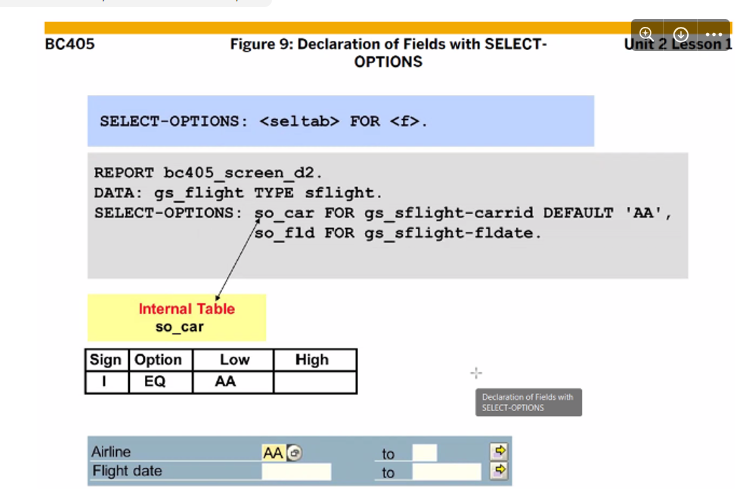 BC405
Figure 9: Declaration of Fields with SELECT-
OPTIONS
Unit 2 Lesson 1
SELECT-OPTIONS: <seltab> FOR <f>.
REPORT bc405_screen_d2.
DATA: gs_flight TYPE sflight.
SELECT-OPTIONS: so_car FOR gs_sflight-carrid DEFAULT 'AA',
so_fld FOR gs_sflight-fldate.
Internal Table
so_car
Sign Option Low High
I EQ AA
Declaration of Fields with
SELECT-OPTIONS
Airline AA to
Flight date to